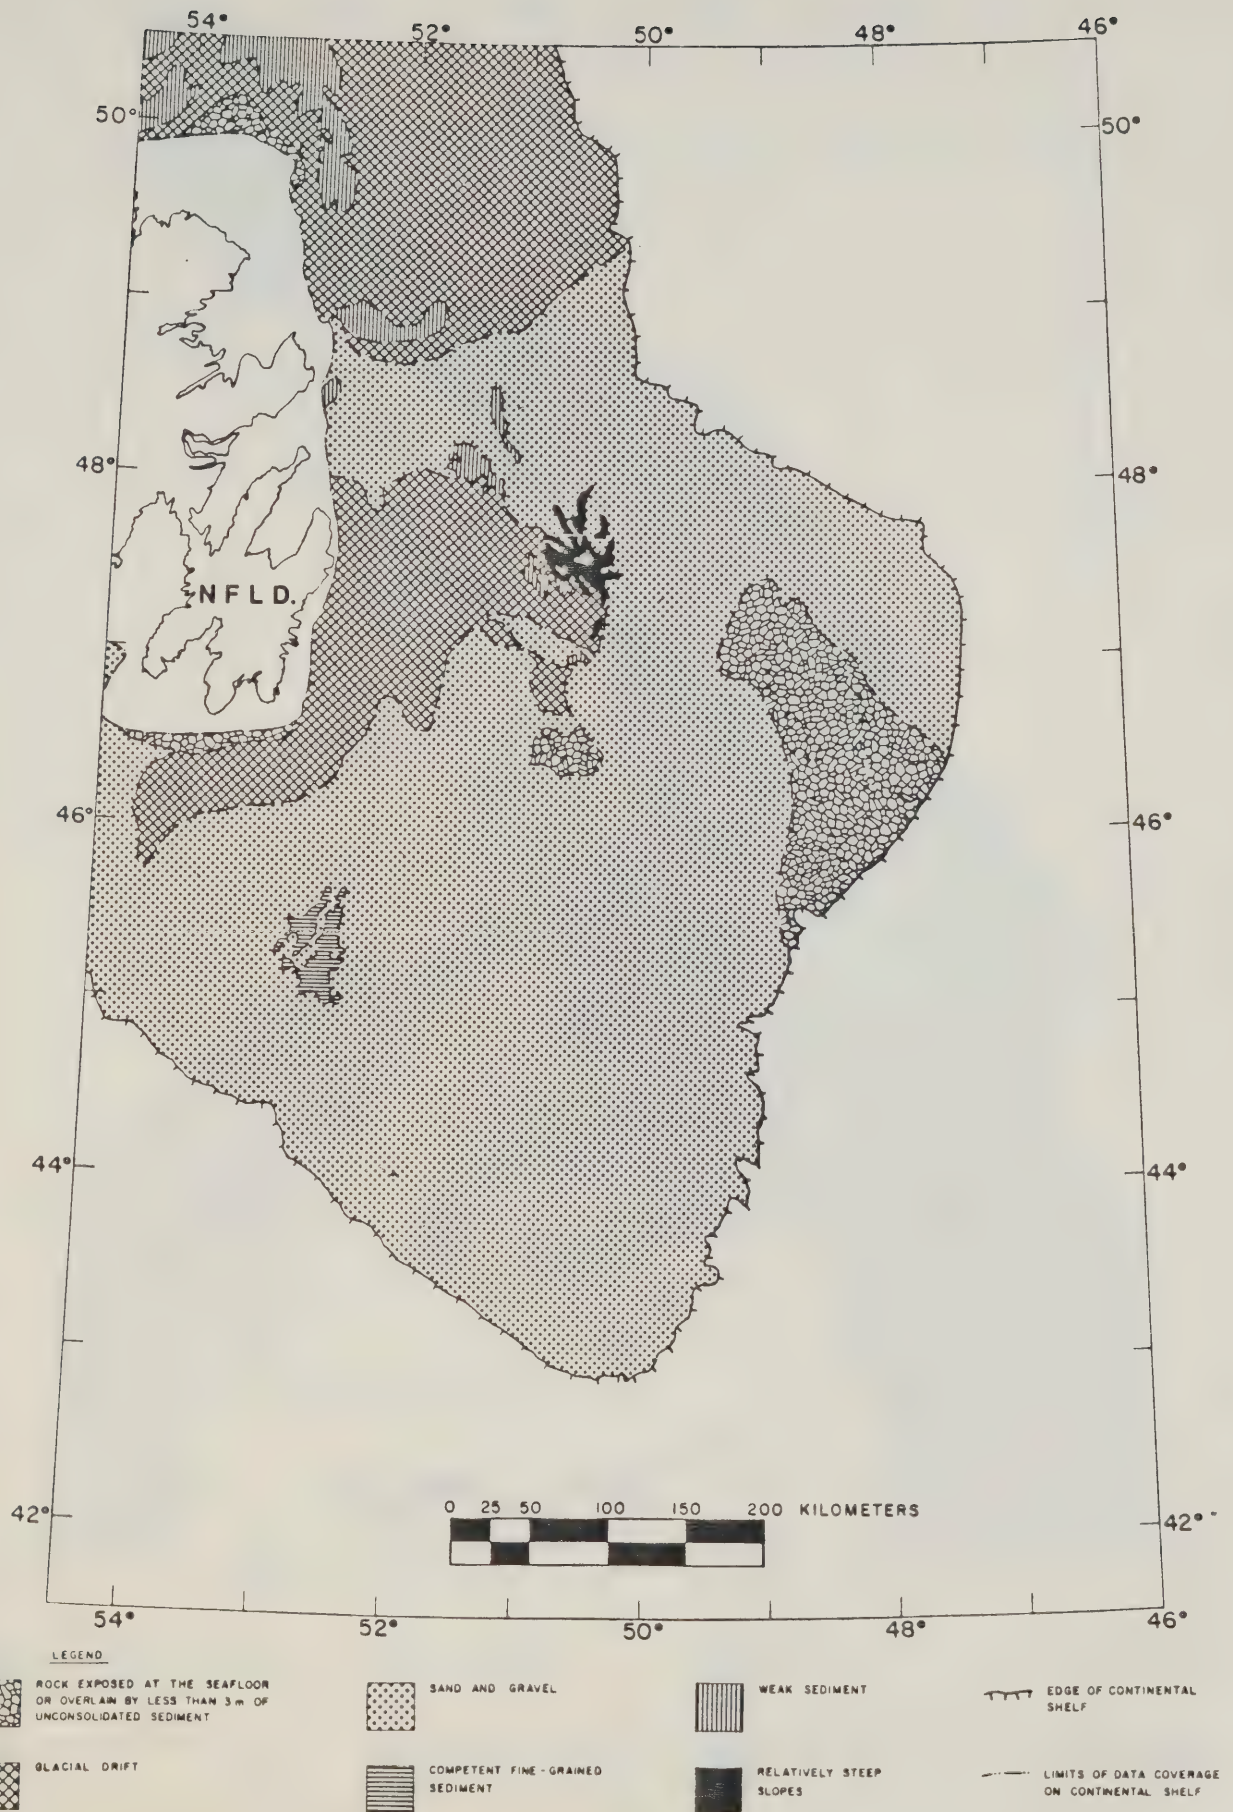 54°
52°
50°
48°
46°
50°
50°
48°
48°
NFLD.
46°
46°
44°
44°
42°
42°
0 25 50 100 150 200 KILOMETERS
54°
52°
50°
48°
46°
LEGEND
ROCK EXPOSED AT THE SEAFLOOR
OR OVERLAIN BY LESS THAN 3m OF
UNCONSOLIDATED SEDIMENT
SAND AND GRAVEL
WEAK SEDIMENT
EDGE OF CONTINENTAL
SHELF
GLACIAL DRIFT
COMPETENT FINE-GRAINED
SEDIMENT
RELATIVELY STEEP
SLOPES
LIMITS OF DATA COVERAGE
ON CONTINENTAL SHELF